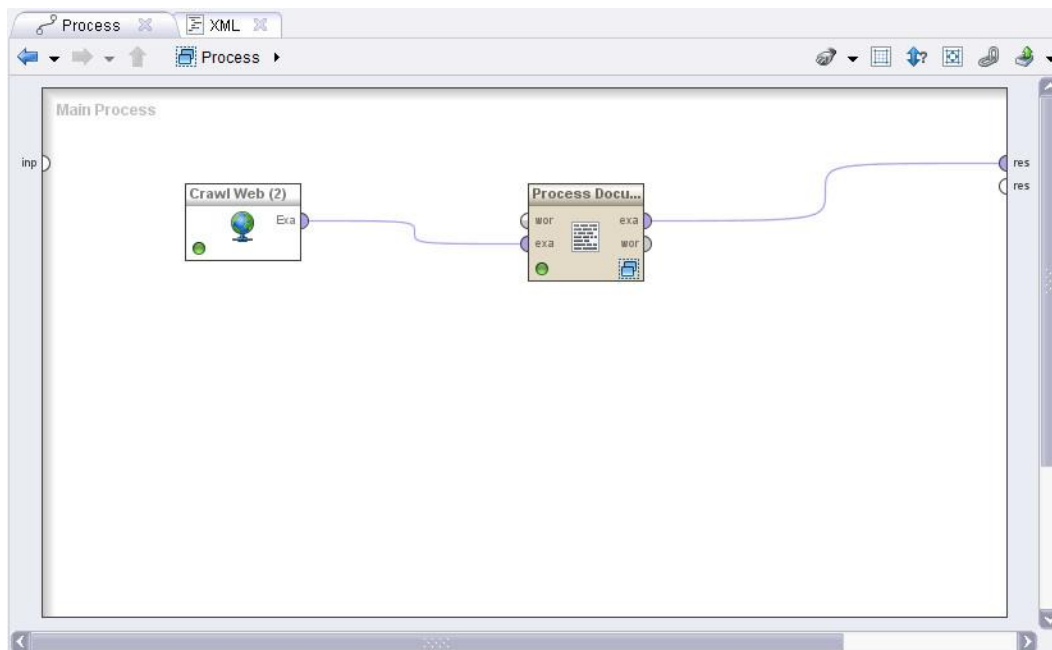 Process
XML
Process
Main Process
inp
res
res
Crawl Web (2)
Exa
Process Docu...
wor
exa
exa
wor